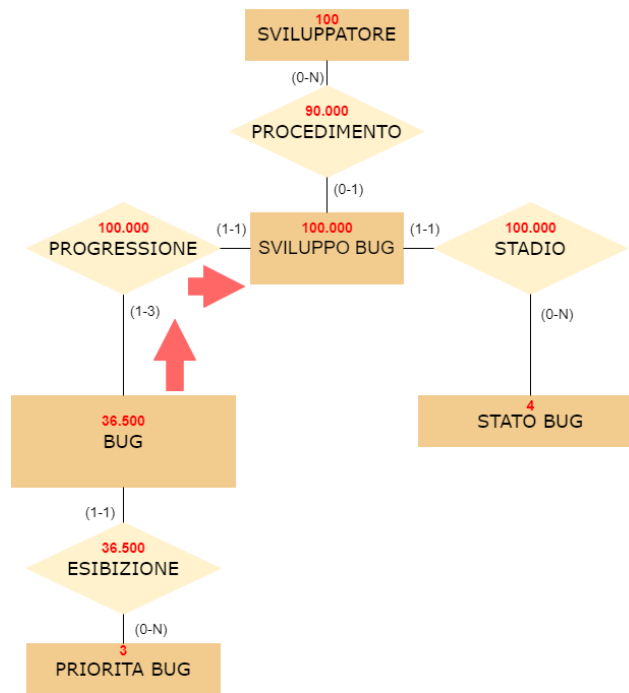 100
SVILUPPATORE
(0-N)
90.000
PROCEDIMENTO
(0-1)
100.000
PROGRESSIONE
(1-1)
100.000
SVILUPPO BUG
(1-1)
100.000
STADIO
(1-3)
(0-N)
36.500
BUG
4
STATO BUG
(1-1)
36.500
ESIBIZIONE
(0-N)
3
PRIORITA BUG